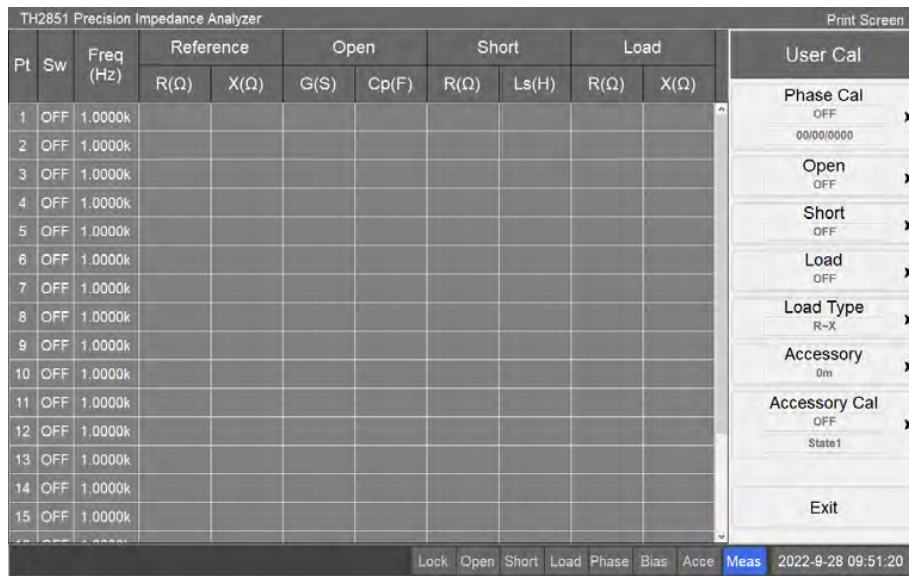 TH2851 Precision Impedance Analyzer Print Screen
Pt Sw Freq (Hz) Reference Open Short Load
R(Ω) X(Ω) G(S) Cp(F) R(Ω) Ls(H) R(Ω) X(Ω)
1 OFF 1.0000k
2 OFF 1.0000k
3 OFF 1.0000k
4 OFF 1.0000k
5 OFF 1.0000k
6 OFF 1.0000k
7 OFF 1.0000k
8 OFF 1.0000k
9 OFF 1.0000k
10 OFF 1.0000k
11 OFF 1.0000k
12 OFF 1.0000k
13 OFF 1.0000k
14 OFF 1.0000k
15 OFF 1.0000k
User Cal
Phase Cal
OFF
00/00/0000
Open
OFF
Short
OFF
Load
OFF
Load Type
R~X
Accessory
0m
Accessory Cal
OFF
State1
Exit
Lock Open Short Load Phase Bias Acce Meas 2022-9-28 09:51:20